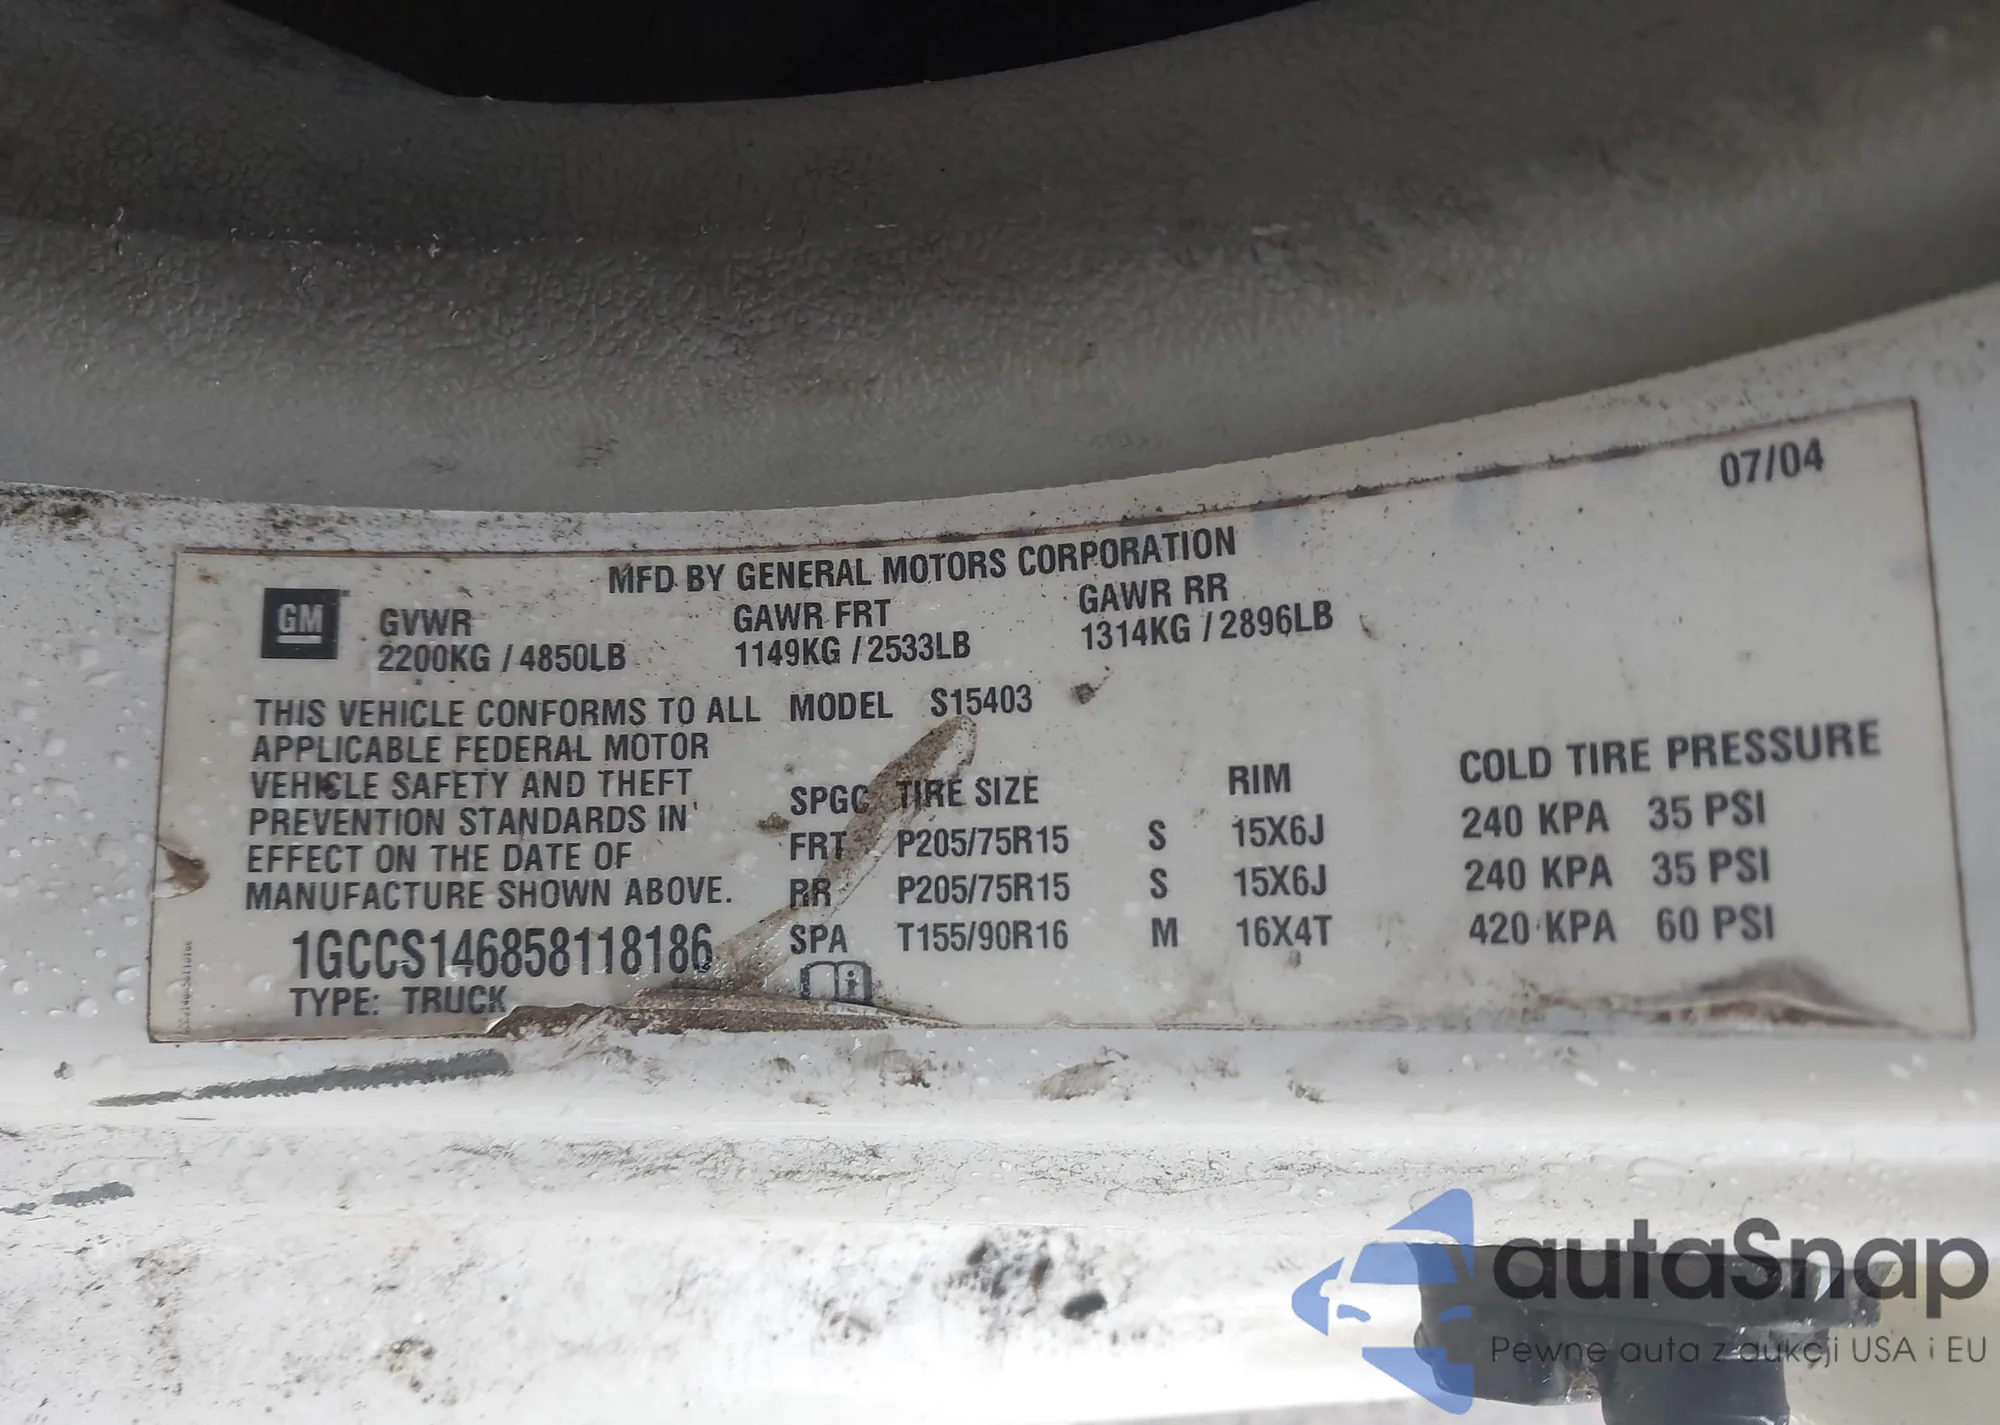 07/04
MFD BY GENERAL MOTORS CORPORATION
GM GVWR GAWR FRT GAWR RR
2200KG / 4850LB 1149KG / 2533LB 1314KG / 2896LB
THIS VEHICLE CONFORMS TO ALL MODEL S15403
APPLICABLE FEDERAL MOTOR
VEHICLE SAFETY AND THEFT
PREVENTION STANDARDS IN
EFFECT ON THE DATE OF
MANUFACTURE SHOWN ABOVE.
SPGC TIRE SIZE RIM COLD TIRE PRESSURE
FRT P205/75R15 S 15X6J 240 KPA 35 PSI
RR P205/75R15 S 15X6J 240 KPA 35 PSI
SPA T155/90R16 M 16X4T 420 KPA 60 PSI
1GCCS146858118186
TYPE: TRUCK
autaSnap
Pewne auta z aukcji USA i EU